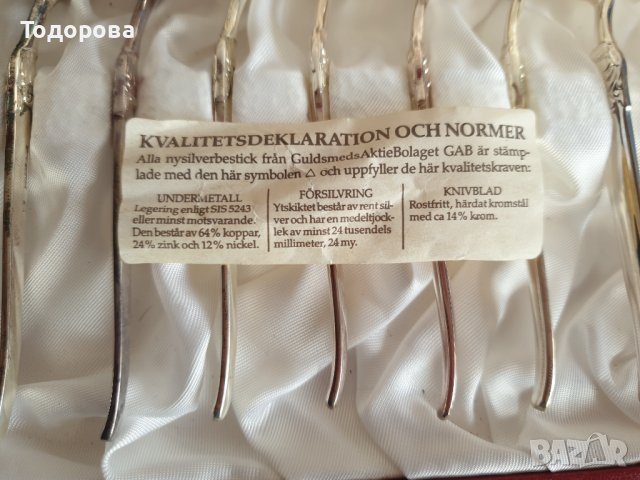 Тодорова
KVALITETSDEKLARATION OCH NORMER
Alla nysilverbestick från GuldsmedsAktieBolaget GAB är stämp-
lade med den här symbolen △ och uppfyller de här kvalitetskraven:
UNDERMETALL
Legering enligt SIS 5243
eller minst motsvarande.
Den består av 64% koppar,
24% zink och 12% nickel.
FÖRSILVRING
Ytskiktet består av rent sil-
ver och har en medeltjock-
lek av minst 24 tusendels
millimeter, 24 my.
KNIVBLAD
Rostfritt, härdat kromstål
med ca 14% krom.
BAZAR
bg